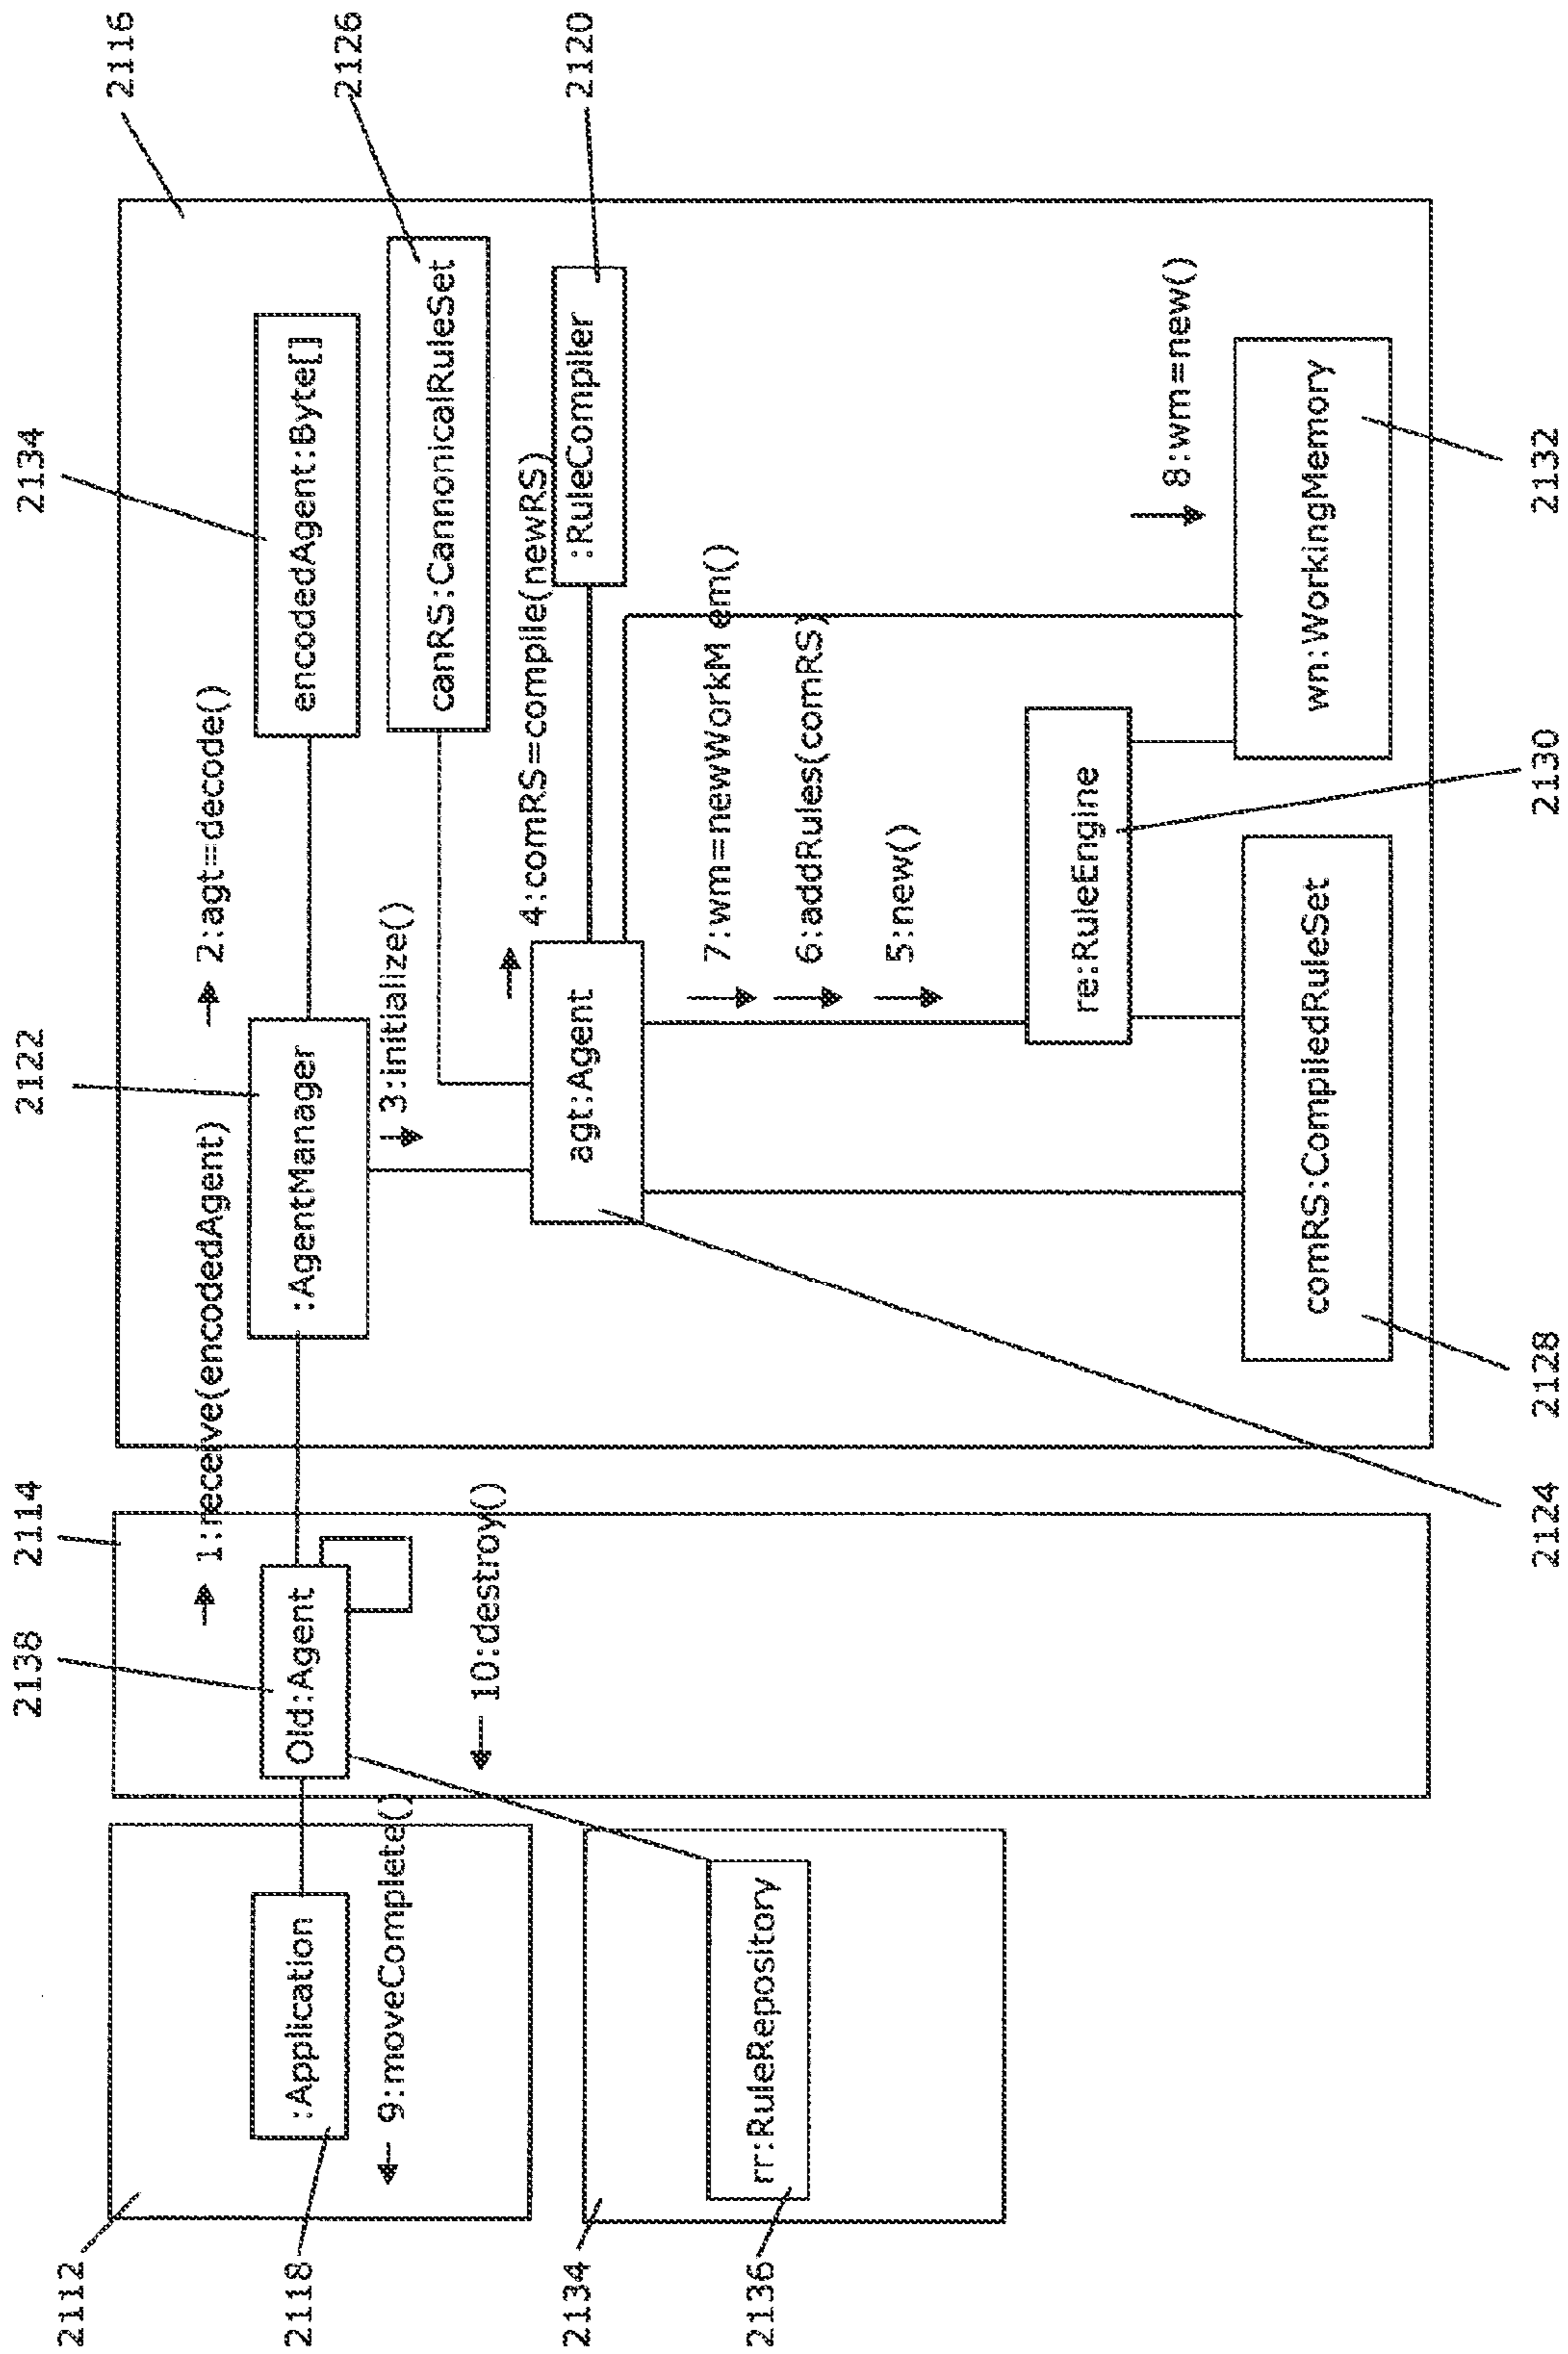 2134
2122
2114
2138
2116
2126
2120
1:receive(encodedAgent)
2:agt=decode()
encodedAgent:Byte[]
:AgentManager
Old:Agent
:Application
3:initialize()
canRS:CannonicalRuleSet
9:moveComplete()
10:destroy()
4:comRS=compile(newRS)
:RuleCompiler
agt:Agent
7:wm=newWorkM em()
6:addRules(comRS)
5:new()
rr:RuleRepository
re:RuleEngine
8:wm=new()
comRS:CompiledRuleSet
wn:WorkingMemory
2112
2118
2134
2136
2124
2128
2130
2132